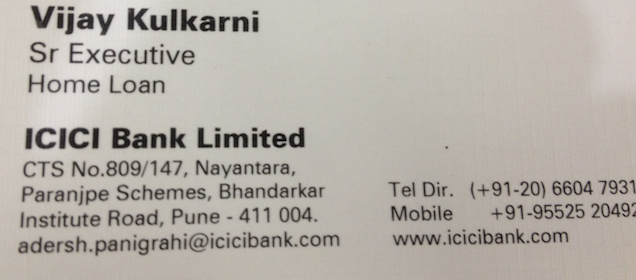 Vijay Kulkarni
Sr Executive
Home Loan
ICICI Bank Limited
CTS No.809/147, Nayantara,
Paranjpe Schemes, Bhandarkar
Institute Road, Pune - 411 004.
adersh.panigrahi@icicibank.com
Tel Dir. (+91-20) 6604 7931
Mobile +91-95525 20492
www.icicibank.com